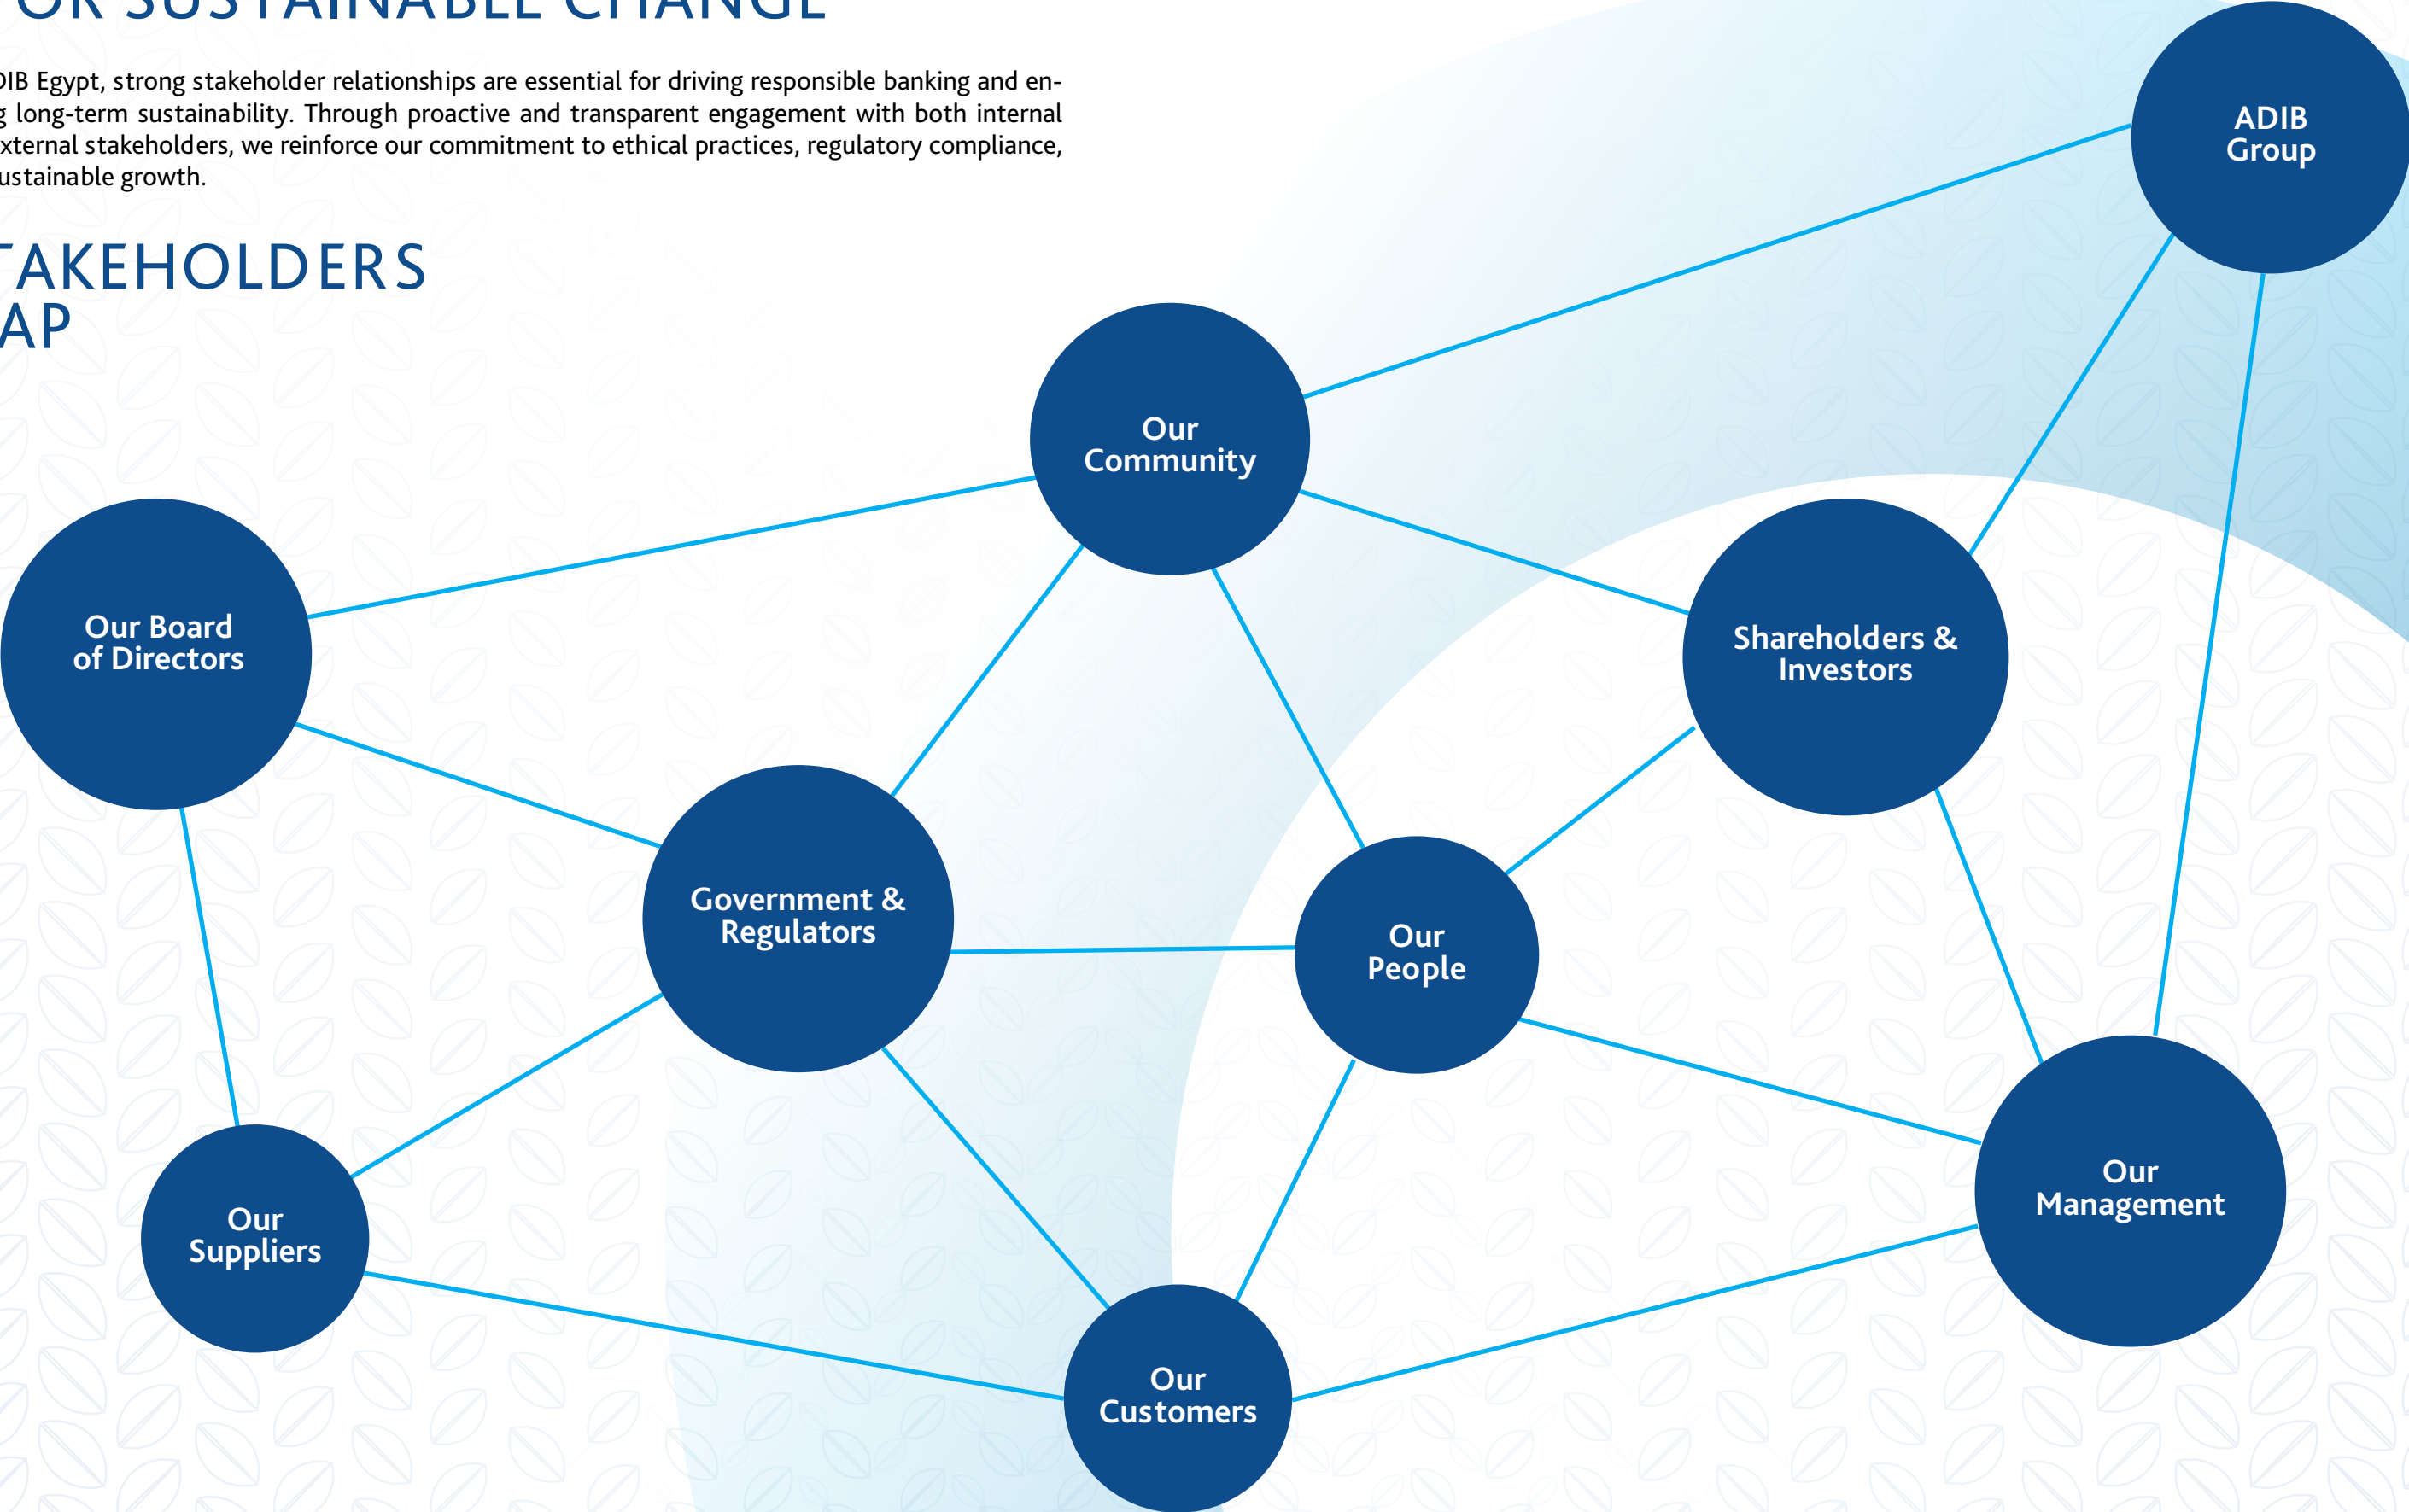 OR SUSTAINABLE CHANGE
Egypt, strong stakeholder relationships are essential for driving responsible banking and en-
long-term sustainability. Through proactive and transparent engagement with both internal
stakeholders, we reinforce our commitment to ethical practices, regulatory compliance,
growth.
TAKEHOLDERS
AP
ADIB
Group
Our
Community
Our Board
of Directors
Shareholders &
Investors
Government &
Regulators
Our
People
Our
Management
Our
Suppliers
Our
Customers